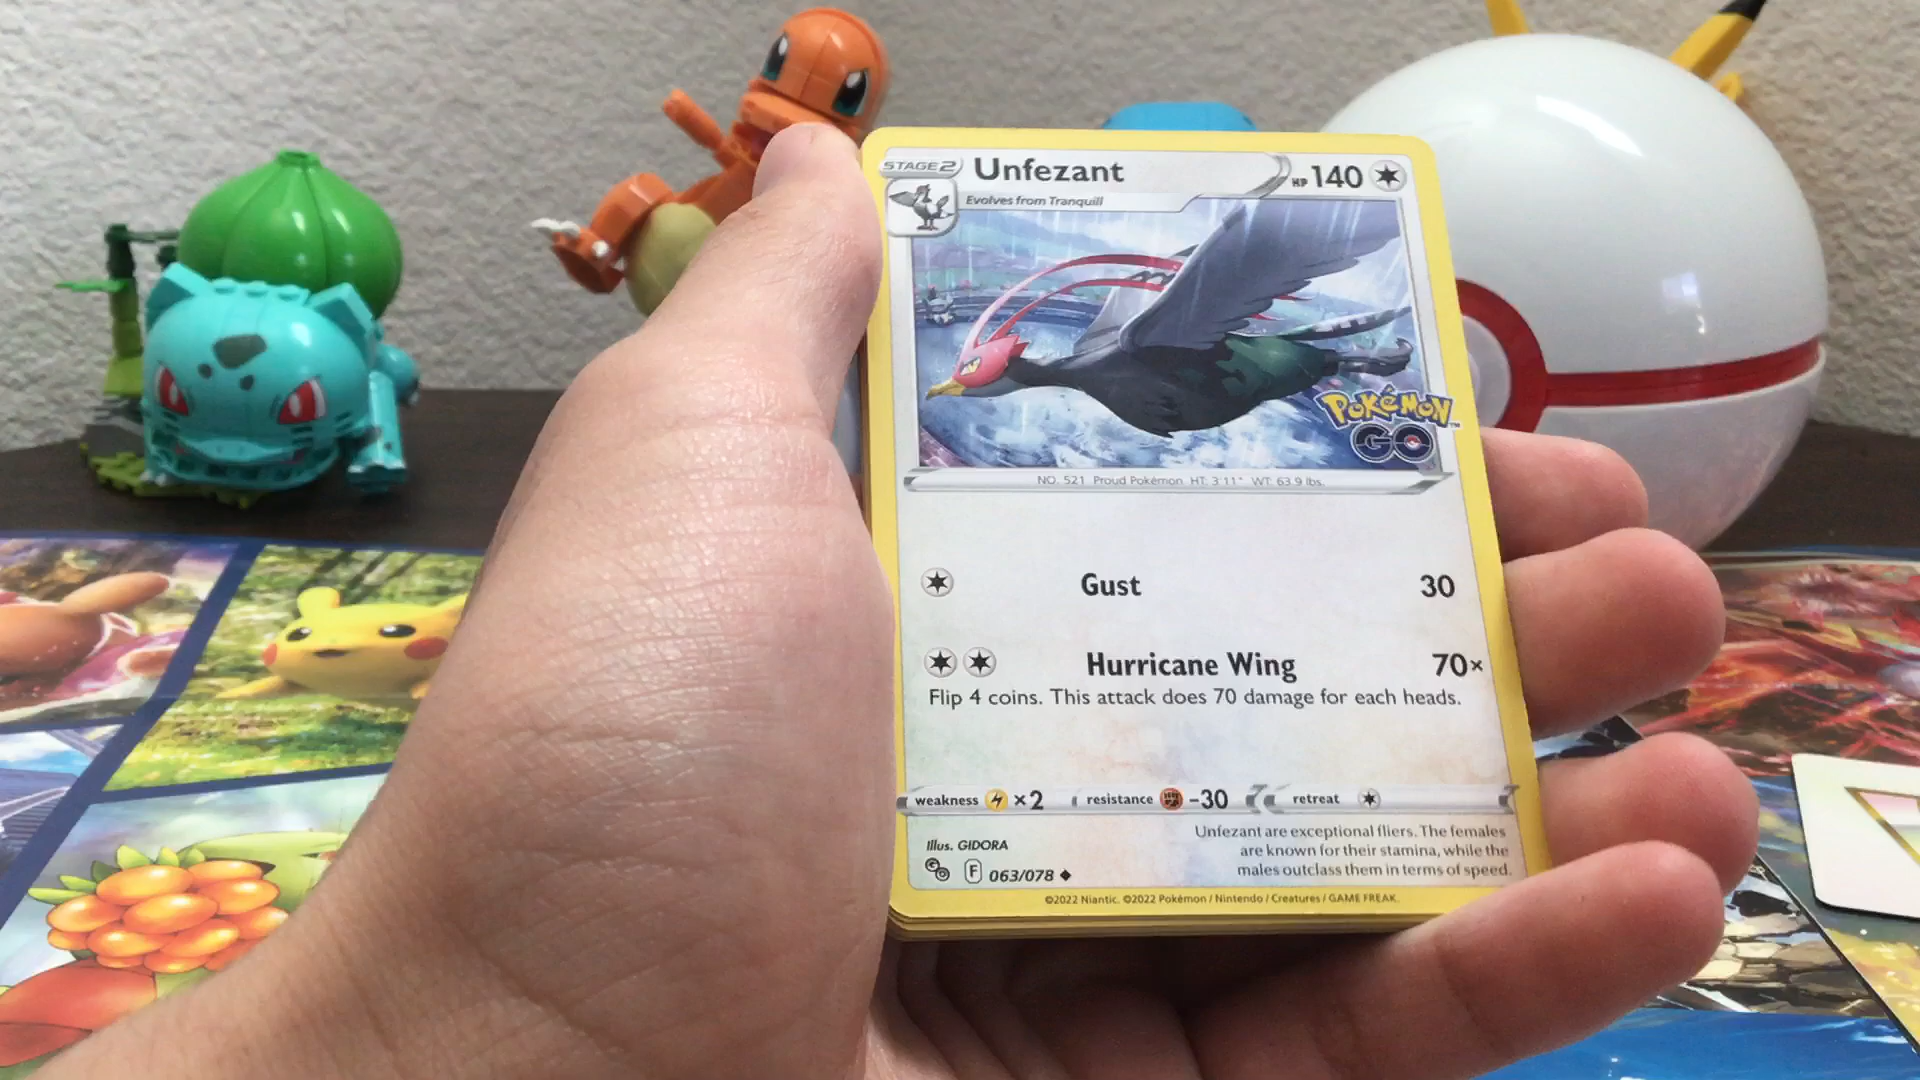 STAGE 2
Unfezant
HP 140
Evolves from Tranquill
POKéMON™
GO
NO. 521 Proud Pokémon HT: 3'11" WT: 63.9 lbs.
Gust 30
Hurricane Wing 70×
Flip 4 coins. This attack does 70 damage for each heads.
weakness ×2 resistance -30 retreat
Illus. GIDORA
Unfezant are exceptional fliers. The females
are known for their stamina, while the
males outclass them in terms of speed.
GO F 063/078
©2022 Niantic. ©2022 Pokémon / Nintendo / Creatures / GAME FREAK.